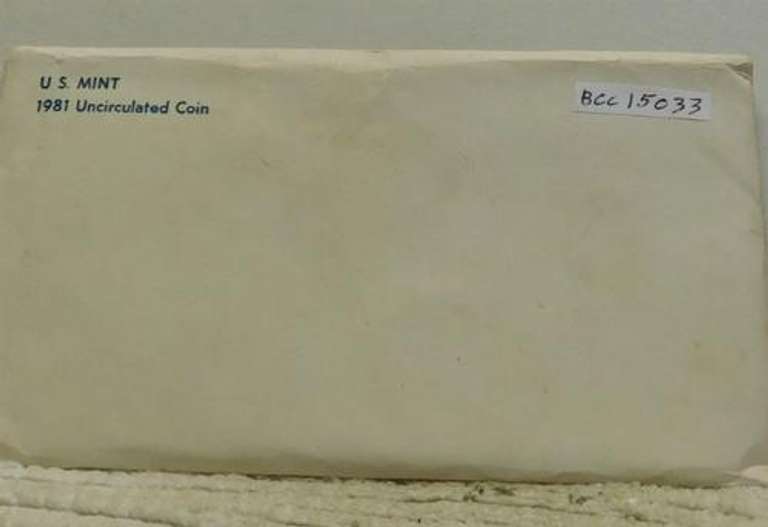 U S. MINT
1981 Uncirculated Coin
BCC 15033